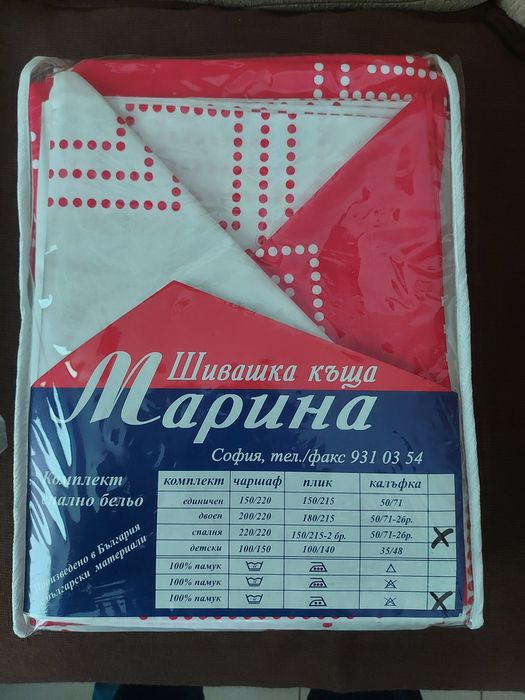 Шивашка къща
Марина
София, тел./факс 931 03 54
Комплект
спално бельо
Произведено в България
български материали
комплект чаршаф плик калъфка
единичен 150/220 150/215 50/71
двоен 200/220 180/215 50/71-2бр.
спалня 220/220 150/215-2 бр. 50/71-2бр. X
детски 100/150 100/140 35/48
100% памук
100% памук
100% памук X